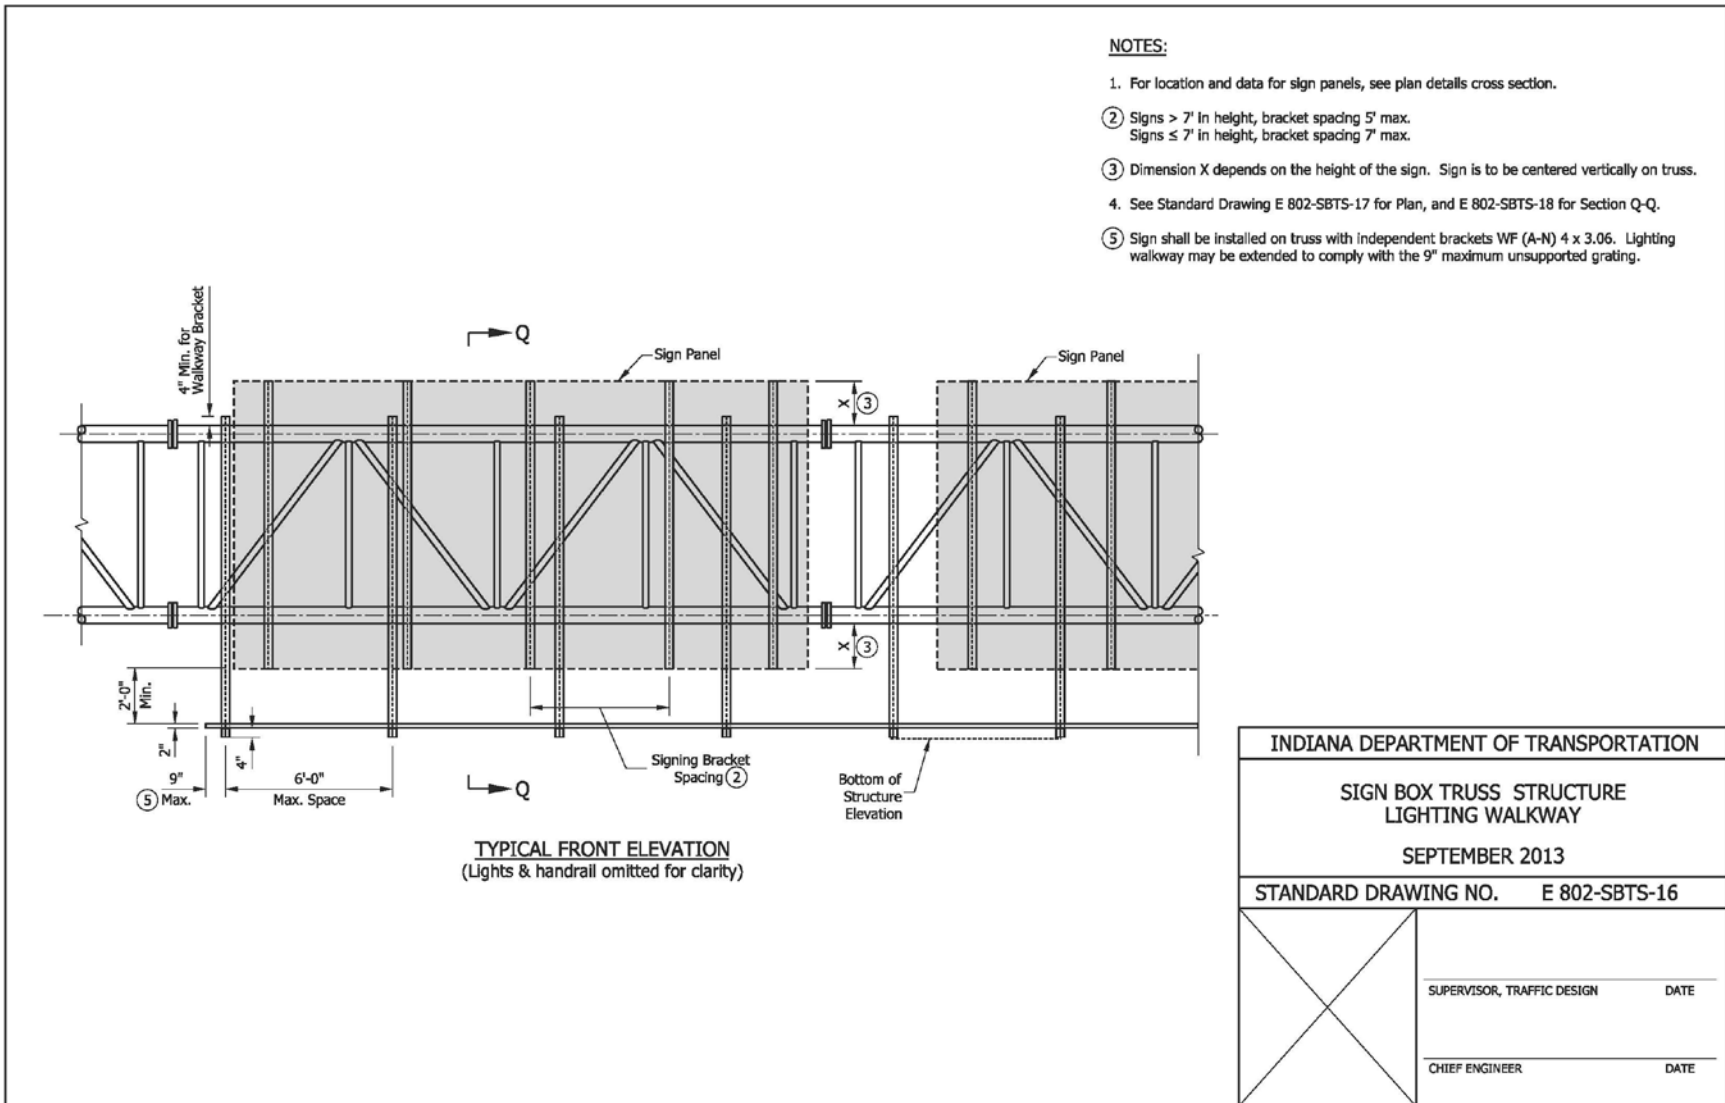 NOTES:
1. For location and data for sign panels, see plan details cross section.
2 Signs > 7' in height, bracket spacing 5' max.
Signs ≤ 7' in height, bracket spacing 7' max.
3 Dimension X depends on the height of the sign. Sign is to be centered vertically on truss.
4. See Standard Drawing E 802-SBTS-17 for Plan, and E 802-SBTS-18 for Section Q-Q.
5 Sign shall be installed on truss with independent brackets WF (A-N) 4 x 3.06. Lighting
walkway may be extended to comply with the 9" maximum unsupported grating.
4" Min. for
Walkway Bracket
Q
Sign Panel
Sign Panel
X 3
X 3
2'-0"
Min.
2"
4"
9"
5 Max.
6'-0"
Max. Space
Q
Signing Bracket
Spacing 2
Bottom of
Structure
Elevation
TYPICAL FRONT ELEVATION
(Lights & handrail omitted for clarity)
INDIANA DEPARTMENT OF TRANSPORTATION
SIGN BOX TRUSS STRUCTURE
LIGHTING WALKWAY
SEPTEMBER 2013
STANDARD DRAWING NO. E 802-SBTS-16
SUPERVISOR, TRAFFIC DESIGN DATE
CHIEF ENGINEER DATE